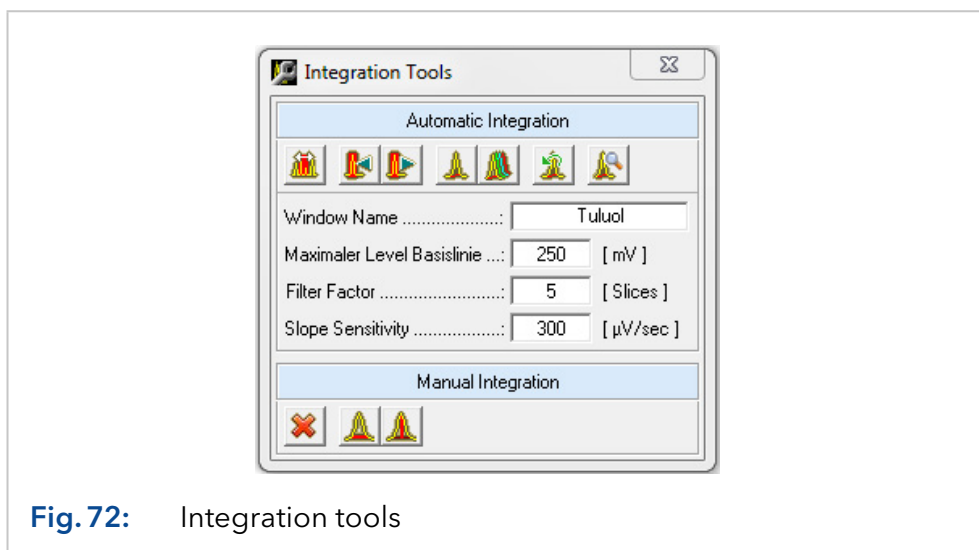 Integration Tools
Automatic Integration
Window Name ....................: Tuluol
Maximaler Level Basislinie ...: 250 [ mV ]
Filter Factor .........................: 5 [ Slices ]
Slope Sensitivity ..................: 300 [ µV/sec ]
Manual Integration
Fig. 72: Integration tools